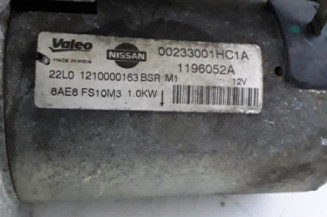 Valeo NISSAN 00233001HC1A
MADE IN INDIA 1196052A
22L0 1210000163 BSR M1 12V
8AE8 FS10M3 1.0KW